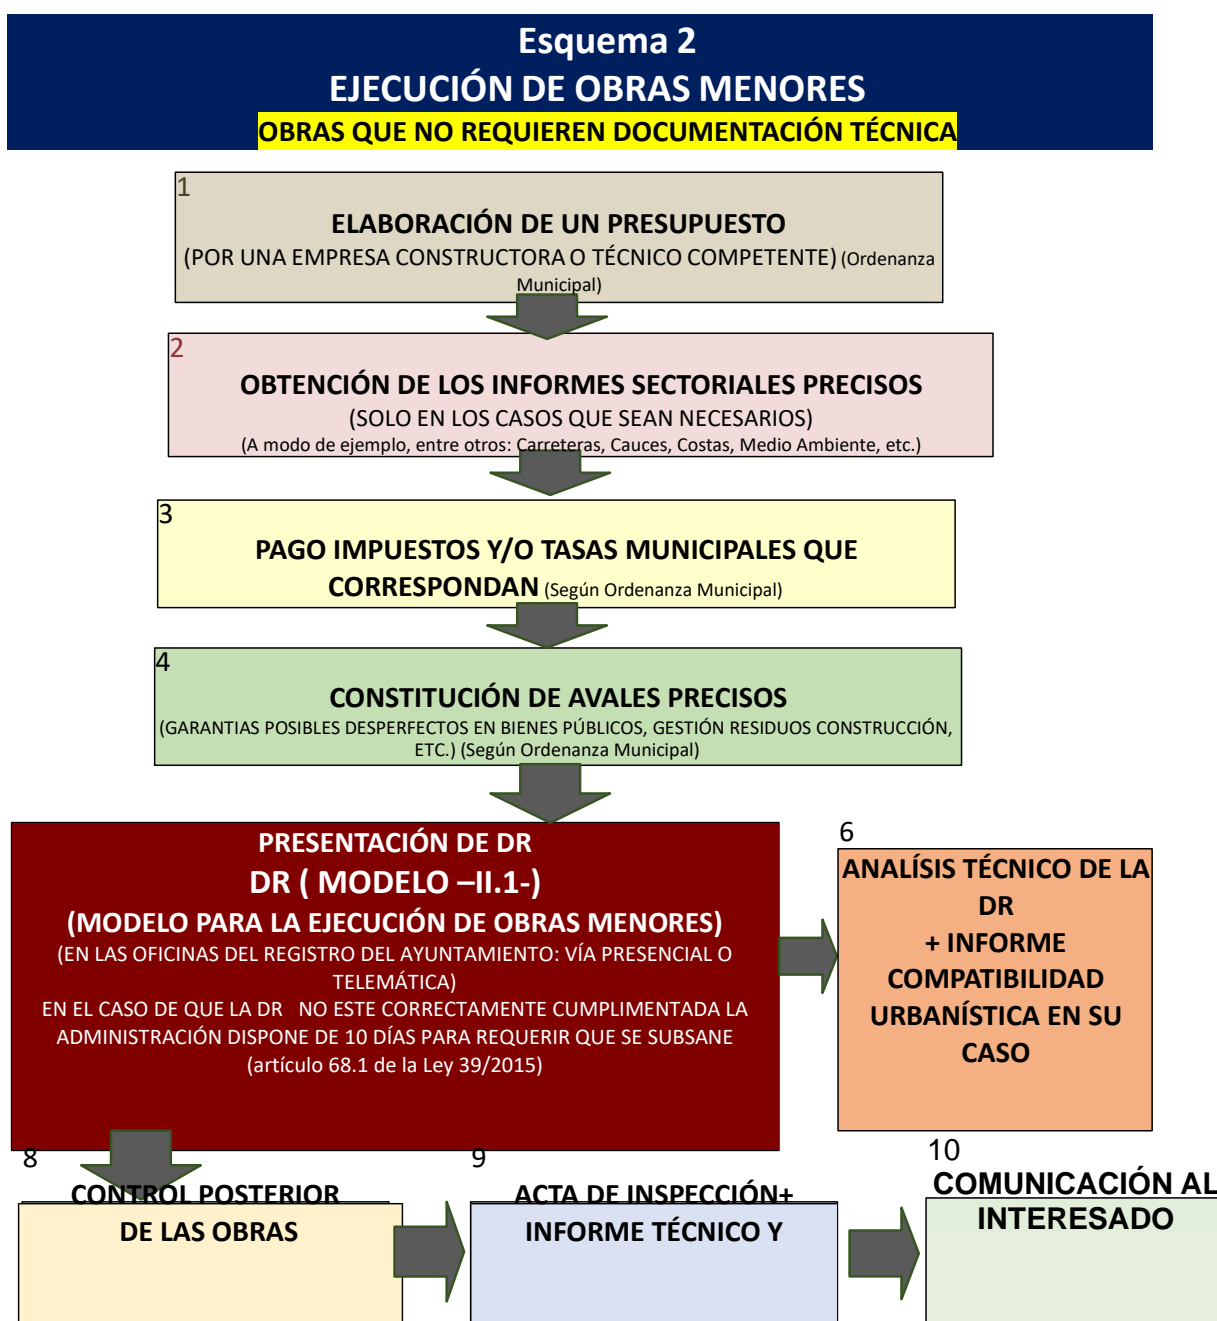 Esquema 2
EJECUCIÓN DE OBRAS MENORES
OBRAS QUE NO REQUIEREN DOCUMENTACIÓN TÉCNICA
1
ELABORACIÓN DE UN PRESUPUESTO
(POR UNA EMPRESA CONSTRUCTORA O TÉCNICO COMPETENTE) (Ordenanza
Municipal)
2
OBTENCIÓN DE LOS INFORMES SECTORIALES PRECISOS
(SOLO EN LOS CASOS QUE SEAN NECESARIOS)
(A modo de ejemplo, entre otros: Carreteras, Cauces, Costas, Medio Ambiente, etc.)
3
PAGO IMPUESTOS Y/O TASAS MUNICIPALES QUE
CORRESPONDAN (Según Ordenanza Municipal)
4
CONSTITUCIÓN DE AVALES PRECISOS
(GARANTIAS POSIBLES DESPERFECTOS EN BIENES PÚBLICOS, GESTIÓN RESIDUOS CONSTRUCCIÓN,
ETC.) (Según Ordenanza Municipal)
PRESENTACIÓN DE DR
DR ( MODELO –II.1-)
(MODELO PARA LA EJECUCIÓN DE OBRAS MENORES)
(EN LAS OFICINAS DEL REGISTRO DEL AYUNTAMIENTO: VÍA PRESENCIAL O
TELEMÁTICA)
EN EL CASO DE QUE LA DR NO ESTE CORRECTAMENTE CUMPLIMENTADA LA
ADMINISTRACIÓN DISPONE DE 10 DÍAS PARA REQUERIR QUE SE SUBSANE
(artículo 68.1 de la Ley 39/2015)
6
ANALÍSIS TÉCNICO DE LA
DR
+ INFORME
COMPATIBILIDAD
URBANÍSTICA EN SU
CASO
8
CONTROL POSTERIOR
DE LAS OBRAS
9
ACTA DE INSPECCIÓN+
INFORME TÉCNICO Y
10
COMUNICACIÓN AL
INTERESADO